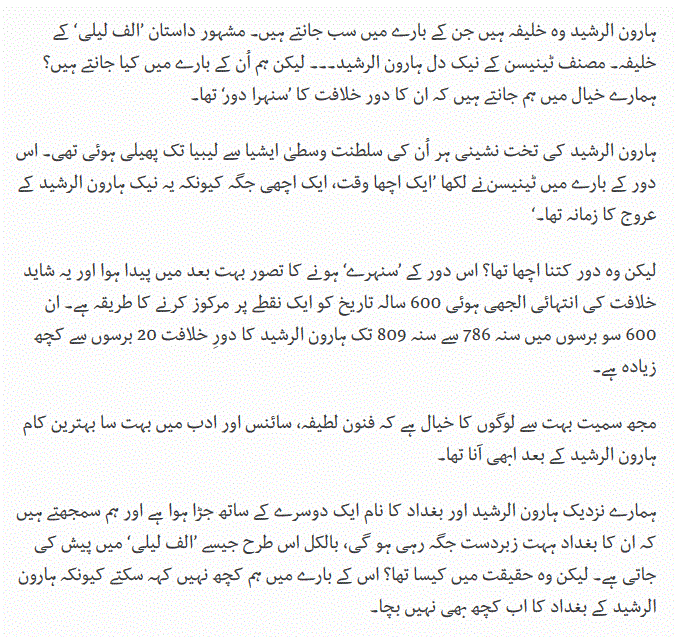 ہارون الرشید وہ خلیفہ ہیں جن کے بارے میں سب جانتے ہیں۔ مشہور داستان ’الف لیلی‘ کے
خلیفہ۔ مصنف ٹینیسن کے نیک دل ہارون الرشید۔۔۔ لیکن ہم اُن کے بارے میں کیا جانتے ہیں؟
ہمارے خیال میں ہم جانتے ہیں کہ ان کا دور خلافت کا ’سنہرا دور‘ تھا۔
ہارون الرشید کی تخت نشینی ہر اُن کی سلطنت وسطیٰ ایشیا سے لیبیا تک پھیلی ہوئی تھی۔ اس
دور کے بارے میں ٹینیسن نے لکھا ’ایک اچھا وقت، ایک اچھی جگہ کیونکہ یہ نیک ہارون الرشید کے
عروج کا زمانہ تھا۔‘
لیکن وہ دور کتنا اچھا تھا؟ اس دور کے ’سنہرے‘ ہونے کا تصور بہت بعد میں پیدا ہوا اور یہ شاید
خلافت کی انتہائی الجھی ہوئی 600 سالہ تاریخ کو ایک نقطے پر مرکوز کرنے کا طریقہ ہے۔ ان
600 سو برسوں میں سنہ 786 سے سنہ 809 تک ہارون الرشید کا دورِ خلافت 20 برسوں سے کچھ
زیادہ ہے۔
مجھ سمیت بہت سے لوگوں کا خیال ہے کہ فنون لطیفہ، سائنس اور ادب میں بہت سا بہترین کام
ہارون الرشید کے بعد ابھی آنا تھا۔
ہمارے نزدیک ہارون الرشید اور بغداد کا نام ایک دوسرے کے ساتھ جڑا ہوا ہے اور ہم سمجھتے ہیں
کہ ان کا بغداد بہت زبردست جگہ رہی ہو گی، بالکل اس طرح جیسے ’الف لیلی‘ میں پیش کی
جاتی ہے۔ لیکن وہ حقیقت میں کیسا تھا؟ اس کے بارے میں ہم کچھ نہیں کہہ سکتے کیونکہ ہارون
الرشید کے بغداد کا اب کچھ بھی نہیں بچا۔